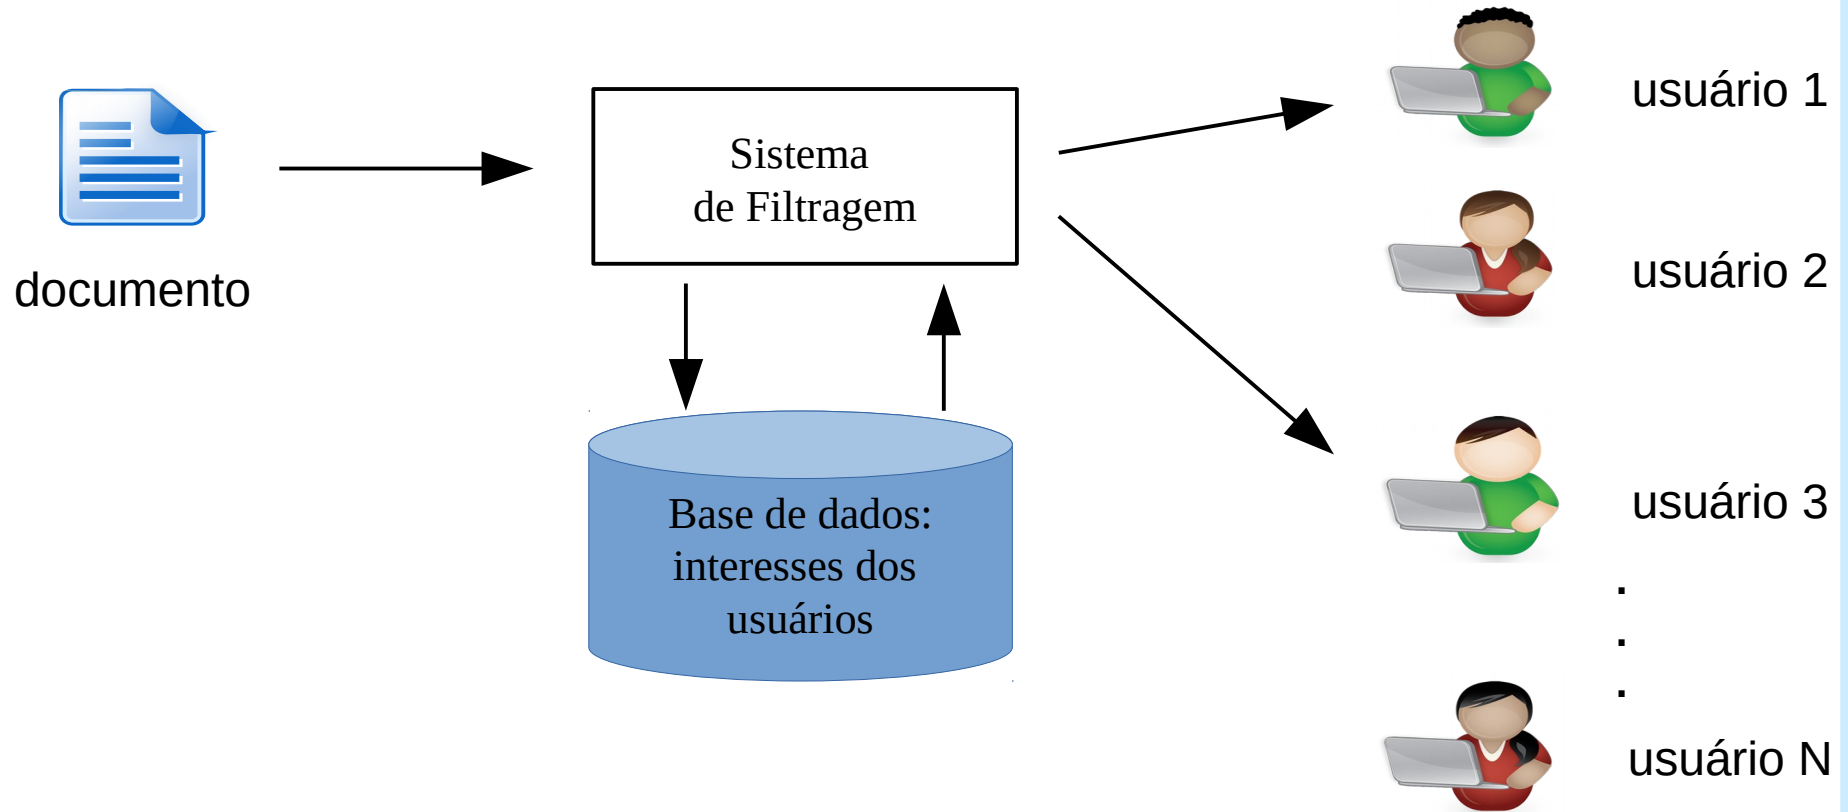 documento
Sistema
de Filtragem
Base de dados:
interesses dos
usuários
usuário 1
usuário 2
usuário 3
.
.
.
usuário N